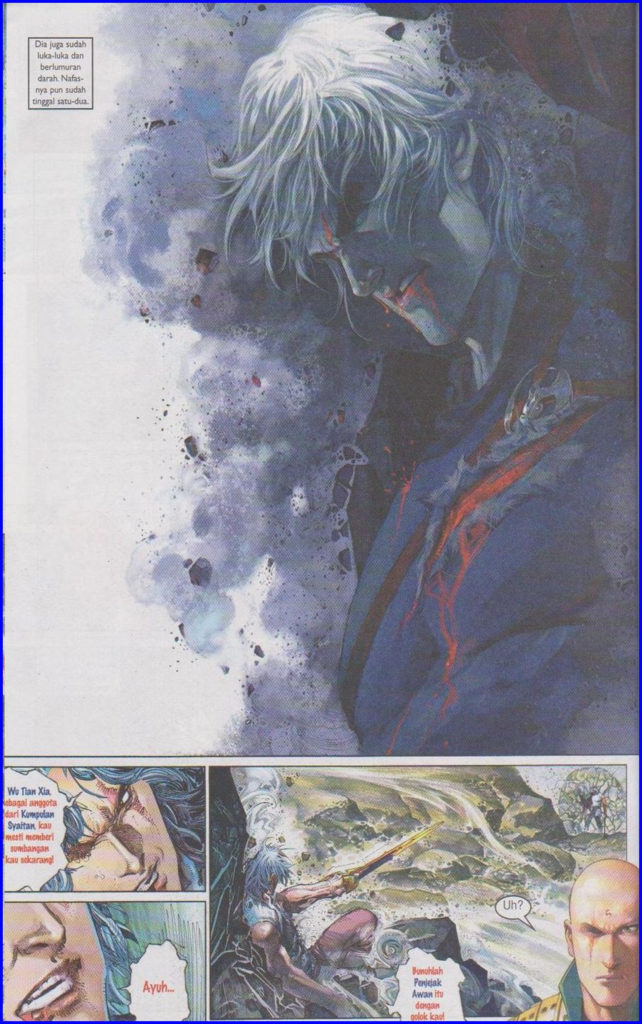 Dia juga sudah
luka-luka dan
berlumuran
darah. Nafas-
nya pun sudah
tinggal satu-dua.
Wu Tian Xia,
sebagai anggota
dari Kumpulan
Syaitan, kau
mesti memberi
sumbangan
kau sekarang!
Ayuh...
Uh?
Bunuhlah
Penjejak
Awan itu
dengan
golok kau!